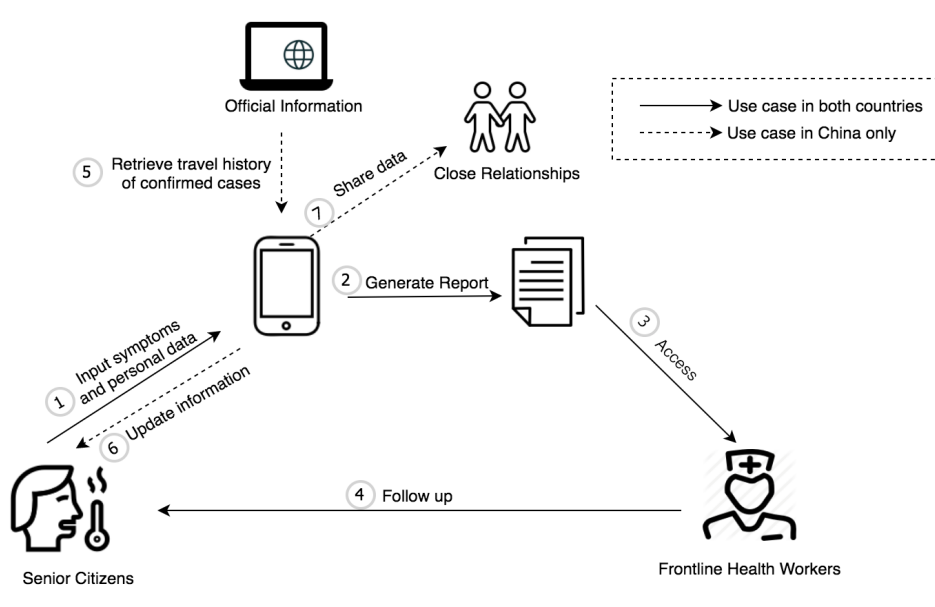 Official Information
Use case in both countries
Use case in China only
5
Retrieve travel history
of confirmed cases
7
Share data
Close Relationships
2
Generate Report
3
Access
1
Input symptoms
and personal data
6
Update information
4
Follow up
Senior Citizens
Frontline Health Workers